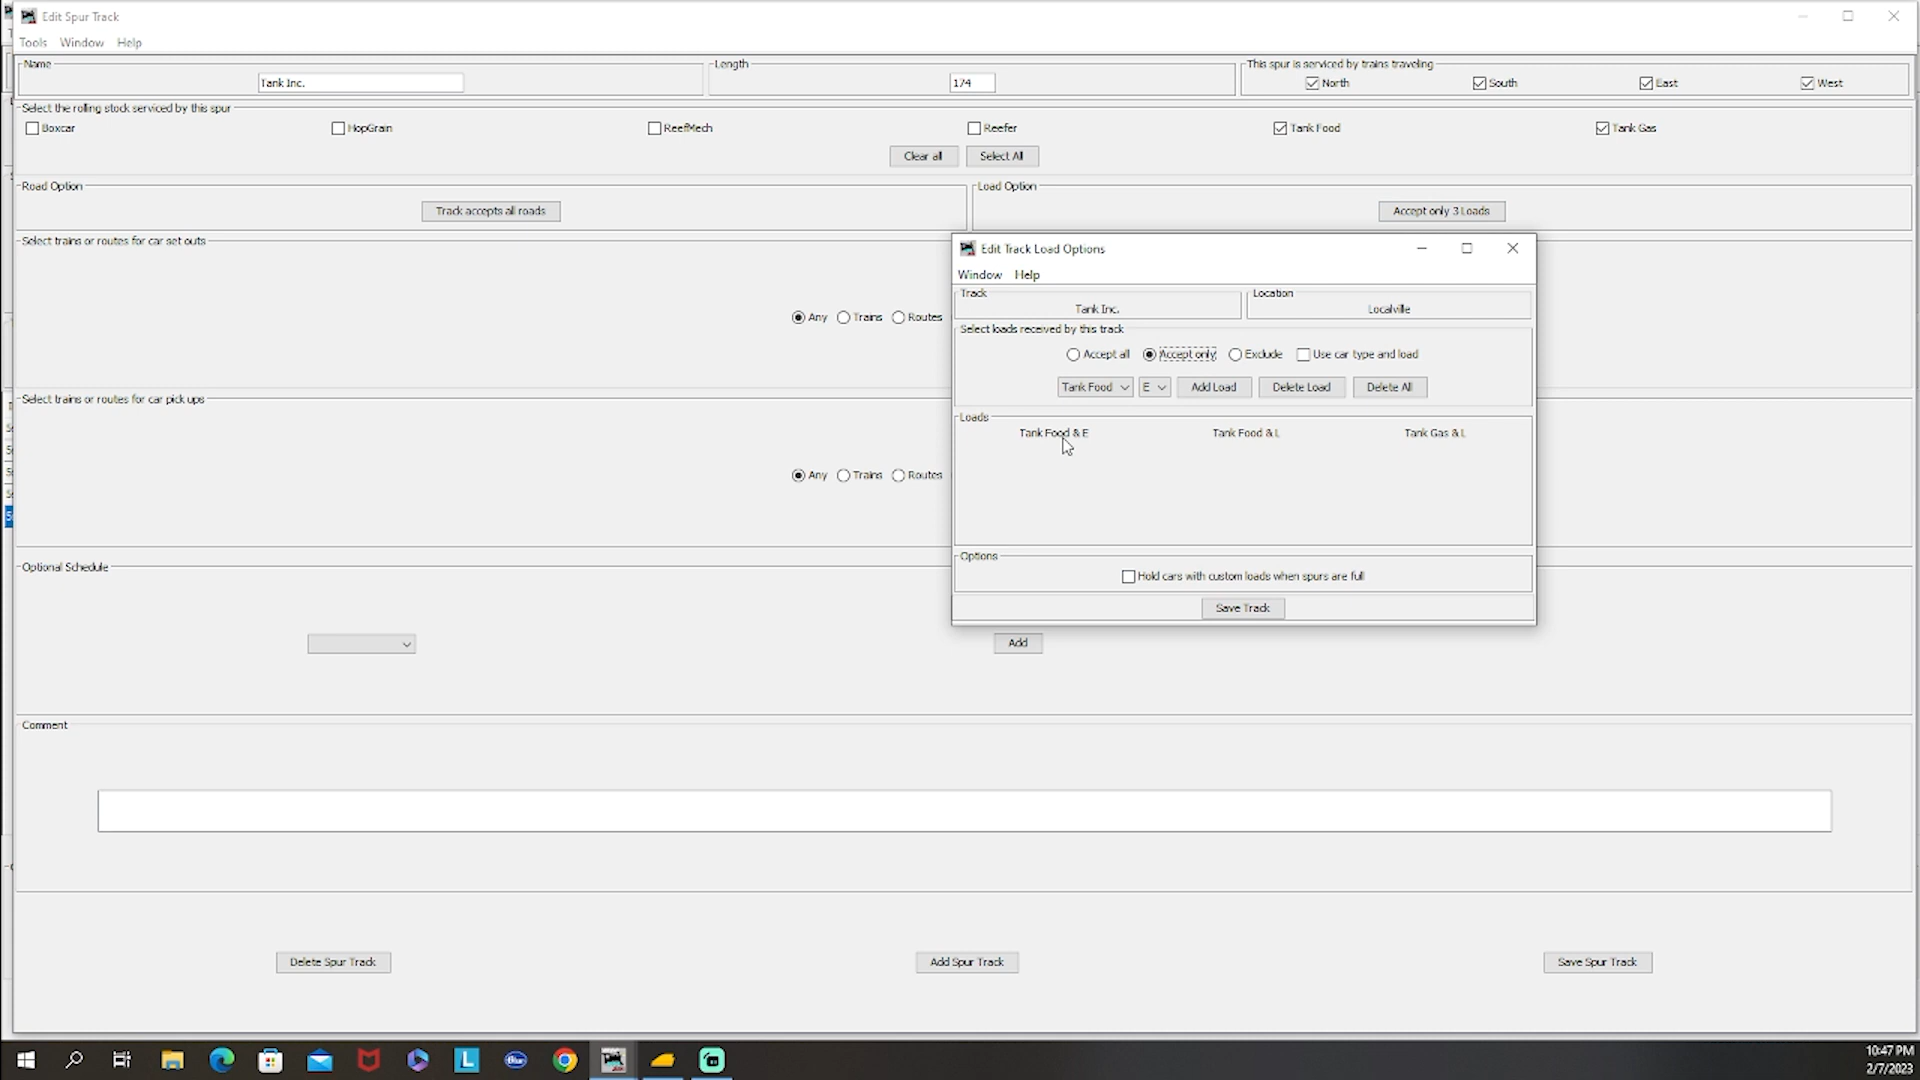 Edit Spur Track
Tools Window Help
Name
Tank Inc.
Length
174
This spur is serviced by trains traveling
North South East West
Select the rolling stock serviced by this spur
Boxcar HopGrain ReefMech Reefer Tank Food Tank Gas
Clear all Select All
Road Option
Track accepts all roads
Load Option
Accept only 3 Loads
Select trains or routes for car set outs
Any Trains Routes
Select trains or routes for car pick ups
Any Trains Routes
Edit Track Load Options
Window Help
Track
Tank Inc.
Location
Localville
Select loads received by this track
Accept all Accept only Exclude Use car type and load
Tank Food E Add Load Delete Load Delete All
Loads
Tank Food & E Tank Food & L Tank Gas & L
Options
Hold cars with custom loads when spurs are full
Save Track
Optional Schedule
Add
Comment
Delete Spur Track Add Spur Track Save Spur Track
10:47 PM
2/7/2023